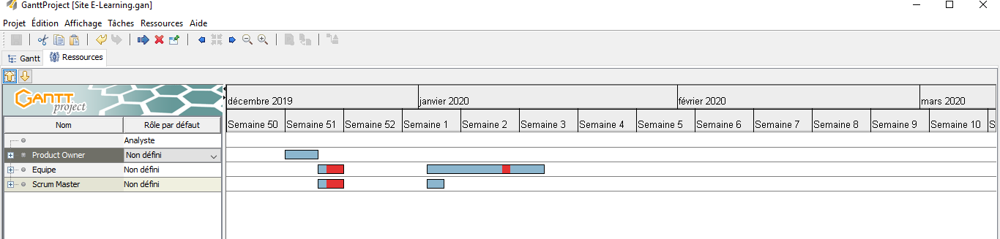 GanttProject [Site E-Learning.gan]
Projet Édition Affichage Tâches Ressources Aide
Gantt Ressources
GANTT project
décembre 2019 janvier 2020 février 2020 mars 2020
Semaine 50 Semaine 51 Semaine 52 Semaine 1 Semaine 2 Semaine 3 Semaine 4 Semaine 5 Semaine 6 Semaine 7 Semaine 8 Semaine 9 Semaine 10 S
Nom Rôle par défaut
Analyste
Product Owner Non défini
Equipe Non défini
Scrum Master Non défini